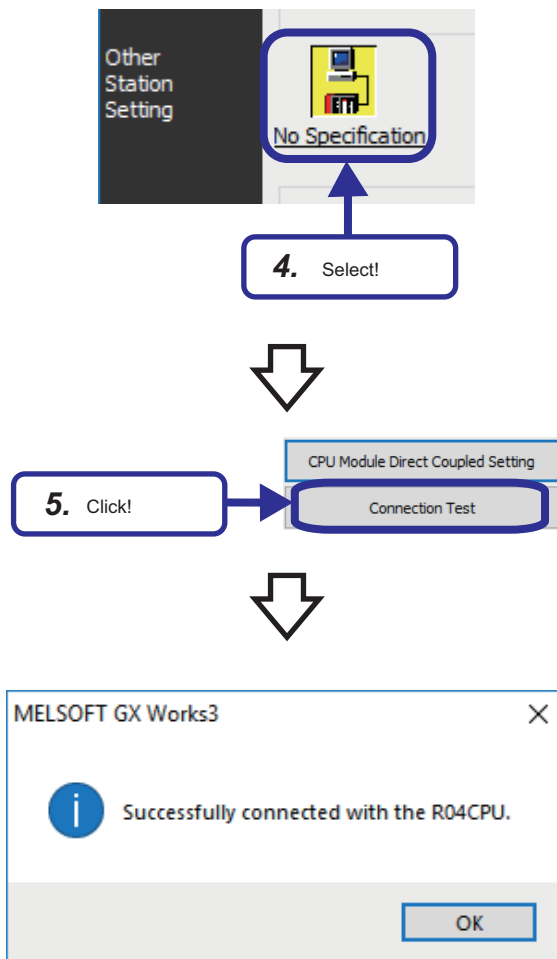 Other
Station
Setting
No Specification
4. Select!
CPU Module Direct Coupled Setting
5. Click!
Connection Test
MELSOFT GX Works3
Successfully connected with the R04CPU.
OK